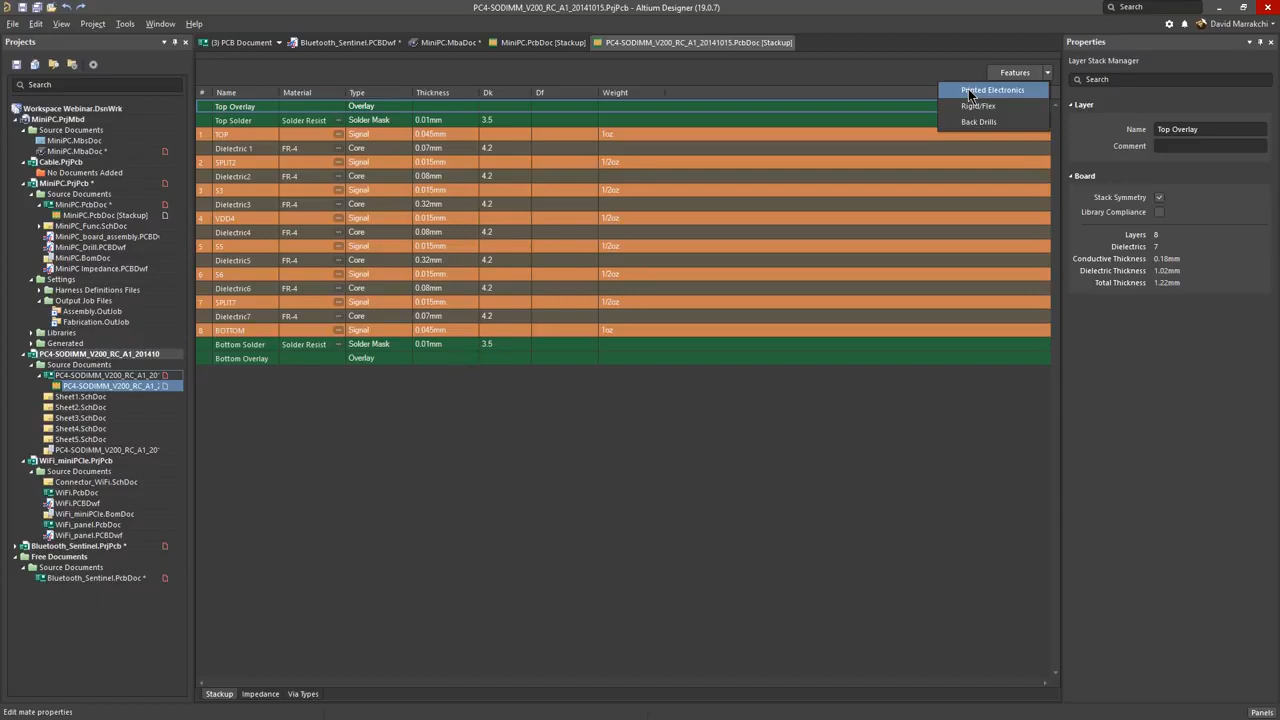 PC4-SODIMM_V200_RC_A1_20141015.PrjPcb - Altium Designer (19.0.7)
Search
File Edit View Project Tools Window Help
David Marrakchi
Projects
(3) PCB Document
Bluetooth_Sentinel.PCBDwf *
MiniPC.MbaDoc *
MiniPC.PcbDoc [Stackup]
PC4-SODIMM_V200_RC_A1_20141015.PcbDoc [Stackup]
Properties
Search
Workspace Webinar.DsnWrk
MiniPC.PrjMbd
Source Documents
MiniPC.MbsDoc
MiniPC.MbaDoc *
Cable.PrjPcb
No Documents Added
MiniPC.PrjPcb *
Source Documents
MiniPC.PcbDoc *
MiniPC.PcbDoc [Stackup]
MiniPC_Func.SchDoc
MiniPC_board_assembly.PCBD
MiniPC_Drill.PCBDwf
MiniPC.BomDoc
MiniPC Impedance.PCBDwf
Settings
Harness Definitions Files
Output Job Files
Assembly.OutJob
Fabrication.OutJob
Libraries
Generated
PC4-SODIMM_V200_RC_A1_201410
Source Documents
PC4-SODIMM_V200_RC_A1_20
PC4-SODIMM_V200_RC_A1_
Sheet1.SchDoc
Sheet2.SchDoc
Sheet3.SchDoc
Sheet4.SchDoc
Sheet5.SchDoc
PC4-SODIMM_V200_RC_A1_20
WiFi_miniPCIe.PrjPcb
Source Documents
Connector_WiFi.SchDoc
WiFi.PcbDoc
WiFi.PCBDwf
WiFi_miniPCIe.BomDoc
WiFi_panel.PcbDoc
WiFi_panel.PCBDwf
Bluetooth_Sentinel.PrjPcb *
Free Documents
Source Documents
Bluetooth_Sentinel.PcbDoc *
Features
Printed Electronics
Rigid/Flex
Back Drills
# Name Material Type Thickness Dk Df Weight
Top Overlay Overlay
Top Solder Solder Resist Solder Mask 0.01mm 3.5
1 TOP Signal 0.045mm 1oz
Dielectric 1 FR-4 Core 0.07mm 4.2
2 SPLIT2 Signal 0.015mm 1/2oz
Dielectric2 FR-4 Core 0.08mm 4.2
3 S3 Signal 0.015mm 1/2oz
Dielectric3 FR-4 Core 0.32mm 4.2
4 VDD4 Signal 0.015mm 1/2oz
Dielectric4 FR-4 Core 0.08mm 4.2
5 S5 Signal 0.015mm 1/2oz
Dielectric5 FR-4 Core 0.32mm 4.2
6 S6 Signal 0.015mm 1/2oz
Dielectric6 FR-4 Core 0.08mm 4.2
7 SPLIT7 Signal 0.015mm 1/2oz
Dielectric7 FR-4 Core 0.07mm 4.2
8 BOTTOM Signal 0.045mm 1oz
Bottom Solder Solder Resist Solder Mask 0.01mm 3.5
Bottom Overlay Overlay
Stackup Impedance Via Types
Layer Stack Manager
Search
Layer
Name Top Overlay
Comment
Board
Stack Symmetry
Library Compliance
Layers 8
Dielectrics 7
Conductive Thickness 0.18mm
Dielectric Thickness 1.02mm
Total Thickness 1.22mm
Edit mate properties
Panels